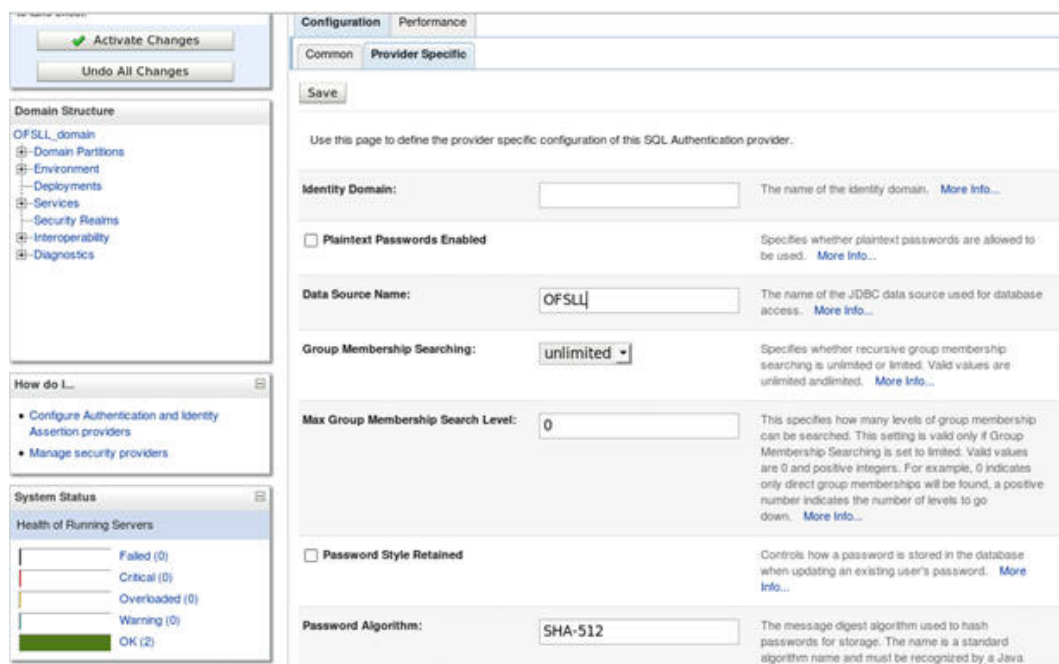 Activate Changes
Undo All Changes
Domain Structure
OFSLL_domain
Domain Partitions
Environment
Deployments
Services
Security Realms
Interoperability
Diagnostics
How do I...
Configure Authentication and Identity
Assertion providers
Manage security providers
System Status
Health of Running Servers
Failed (0)
Critical (0)
Overloaded (0)
Warning (0)
OK (2)
Configuration Performance
Common Provider Specific
Save
Use this page to define the provider specific configuration of this SQL Authentication provider.
Identity Domain:
The name of the identity domain. More Info...
Plaintext Passwords Enabled
Specifies whether plaintext passwords are allowed to
be used. More Info...
Data Source Name:
OFSLL
The name of the JDBC data source used for database
access. More Info...
Group Membership Searching:
unlimited
Specifies whether recursive group membership
searching is unlimited or limited. Valid values are
unlimited andlimited. More Info...
Max Group Membership Search Level:
0
This specifies how many levels of group membership
can be searched. This setting is valid only if Group
Membership Searching is set to limited. Valid values
are 0 and positive integers. For example, 0 indicates
only direct group memberships will be found, a positive
number indicates the number of levels to go
down. More Info...
Password Style Retained
Controls how a password is stored in the database
when updating an existing user's password. More
Info...
Password Algorithm:
SHA-512
The message digest algorithm used to hash
passwords for storage. The name is a standard
algorithm name and must be recognized by a Java